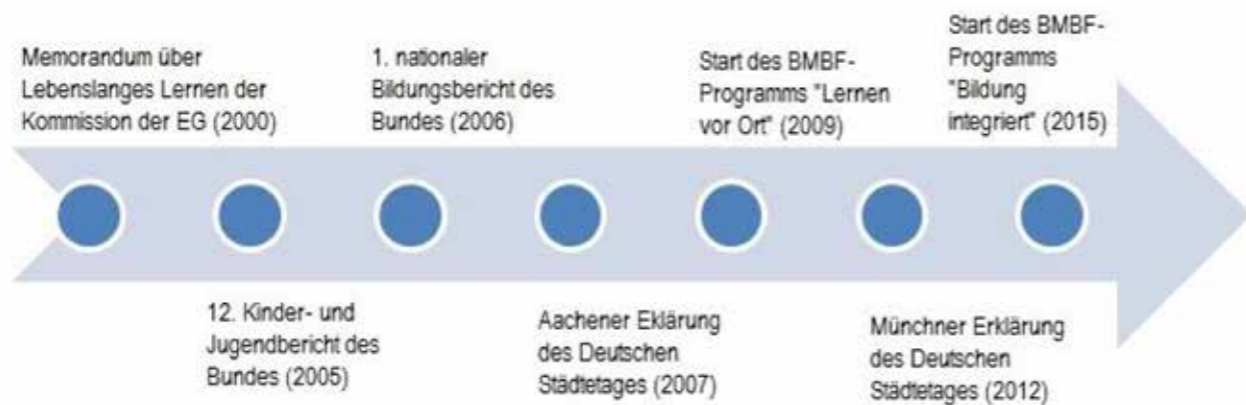 Memorandum über
Lebenslanges Lernen der
Kommission der EG (2000)
12. Kinder- und
Jugendbericht des
Bundes (2005)
1. nationaler
Bildungsbericht des
Bundes (2006)
Aachener Eklärung
des Deutschen
Städtetages (2007)
Start des BMBF-
Programms "Lernen
vor Ort" (2009)
Münchner Erklärung
des Deutschen
Städtetages (2012)
Start des BMBF-
Programms
"Bildung
integriert" (2015)